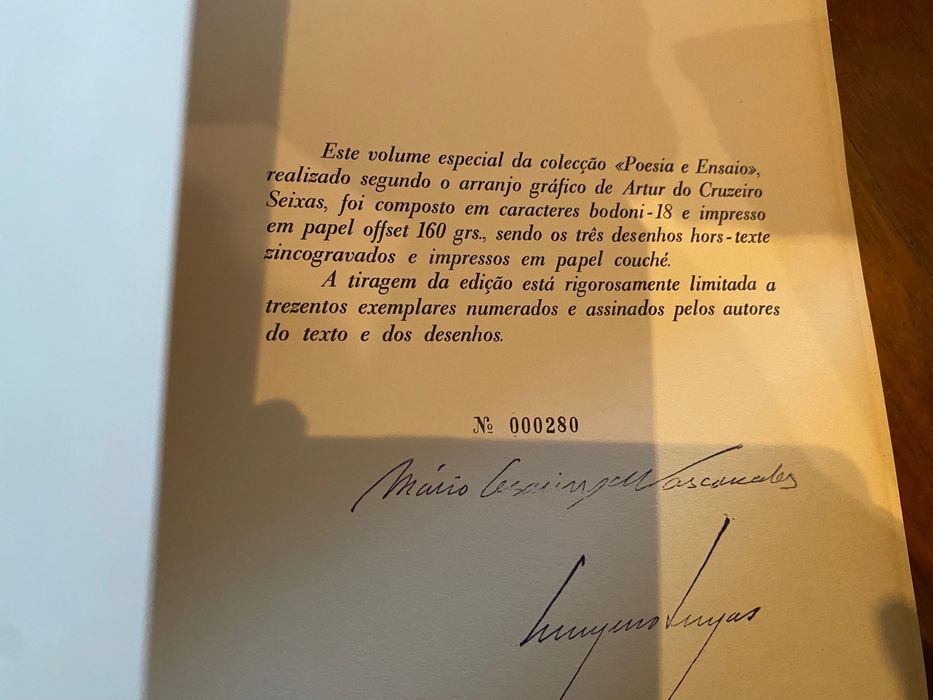 Este volume especial da colecção «Poesia e Ensaio»,
realizado segundo o arranjo gráfico de Artur do Cruzeiro
Seixas, foi composto em caracteres bodoni-18 e impresso
em papel offset 160 grs., sendo os três desenhos hors-texte
zincogravados e impressos em papel couché.
A tiragem da edição está rigorosamente limitada a
trezentos exemplares numerados e assinados pelos autores
do texto e dos desenhos.
№ 000280
Mário Cesariny de Vasconcelos